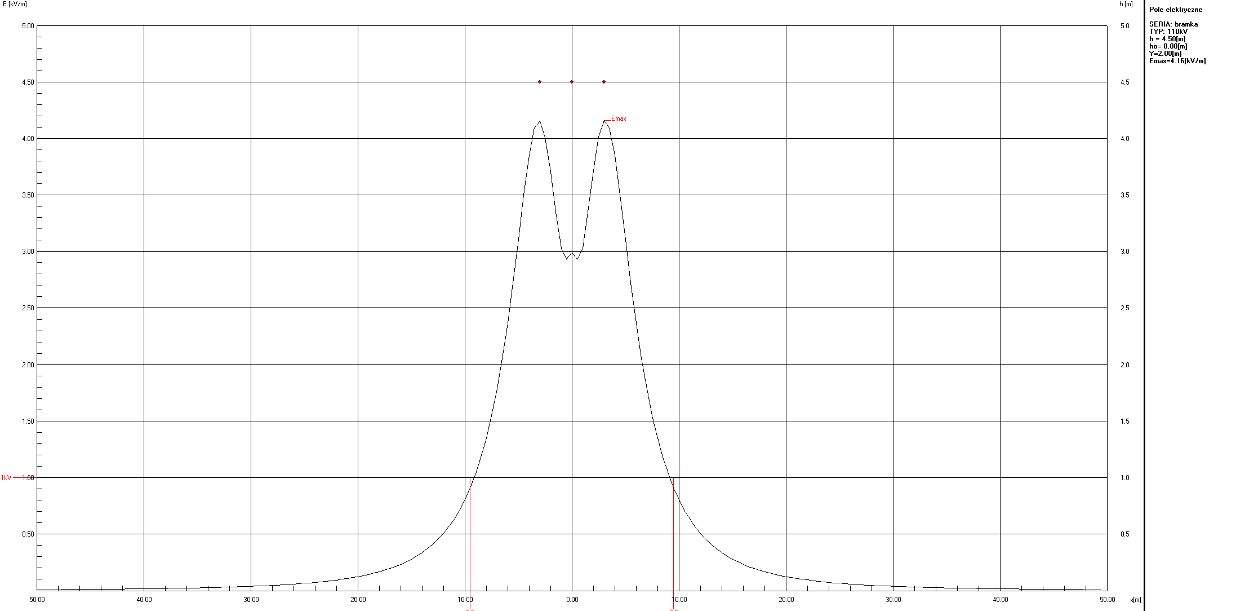 E [kV/m]
h [m]
Pole elektryczne
SERIA: bramka
TYP: 110kV
h = 4.50[m]
ho= 0.00[m]
Y=2.00[m]
Emax=4.16[kV/m]
5.00
5.0
4.50
4.5
Emax
4.00
4.0
3.50
3.5
3.00
3.0
2.50
2.5
2.00
2.0
1.50
1.5
1kV
1.00
1.0
0.50
0.5
50.00 40.00 30.00 20.00 10.00 0.00 10.00 20.00 30.00 40.00 50.00 x[m]